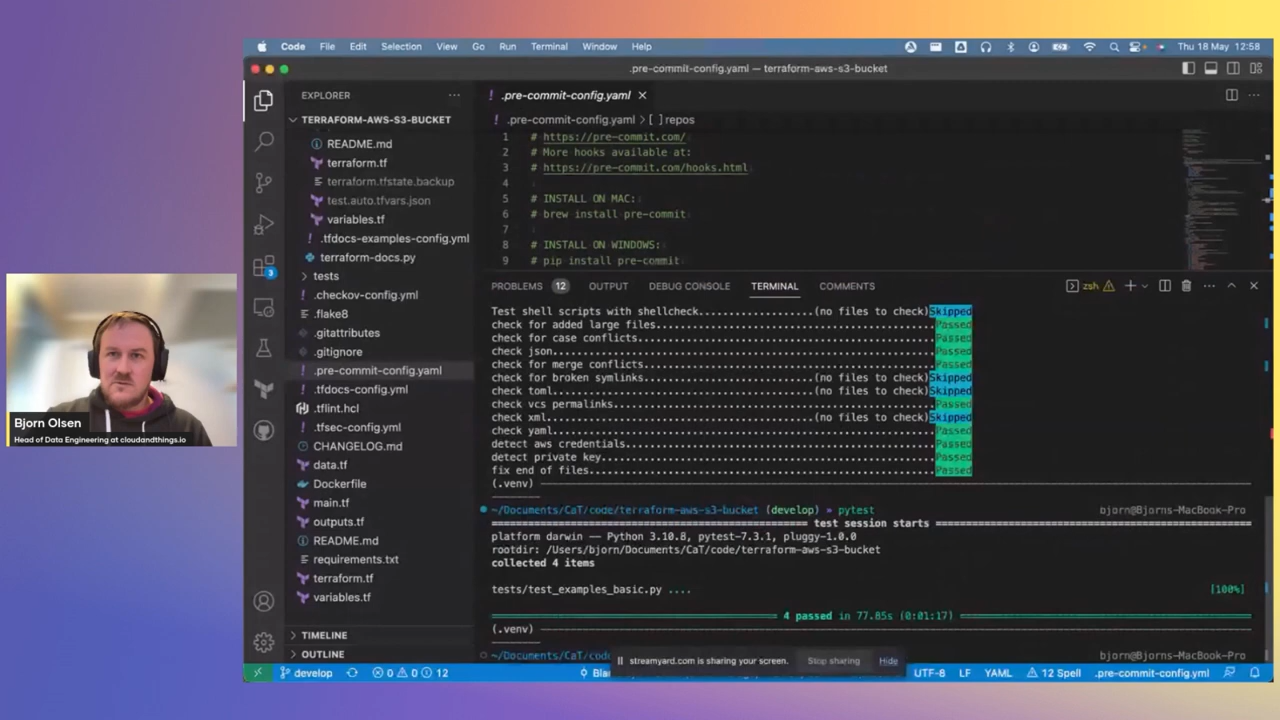 Code File Edit Selection View Go Run Terminal Window Help Thu 18 May 12:58
.pre-commit-config.yaml — terraform-aws-s3-bucket
EXPLORER
TERRAFORM-AWS-S3-BUCKET
README.md
terraform.tf
terraform.tfstate.backup
test.auto.tfvars.json
variables.tf
.tfdocs-examples-config.yml
terraform-docs.py
tests
.checkov-config.yml
.flake8
.gitattributes
.gitignore
.pre-commit-config.yaml
.tfdocs-config.yml
.tflint.hcl
.tfsec-config.yml
CHANGELOG.md
data.tf
Dockerfile
main.tf
outputs.tf
README.md
requirements.txt
terraform.tf
variables.tf
TIMELINE
OUTLINE
.pre-commit-config.yaml
.pre-commit-config.yaml > [ ] repos
1 # https://pre-commit.com/
2 # More hooks available at:
3 # https://pre-commit.com/hooks.html
4
5 # INSTALL ON MAC:
6 # brew install pre-commit
7
8 # INSTALL ON WINDOWS:
9 # pip install pre-commit
PROBLEMS 12 OUTPUT DEBUG CONSOLE TERMINAL COMMENTS zsh
Test shell scripts with shellcheck...............(no files to check)Skipped
check for added large files..........................................Passed
check for case conflicts.............................................Passed
check json...........................................................Passed
check for merge conflicts............................................Passed
check for broken symlinks........................(no files to check)Skipped
check toml.......................................(no files to check)Skipped
check vcs permalinks.................................................Passed
check xml........................................(no files to check)Skipped
check yaml...........................................................Passed
detect aws credentials...............................................Passed
detect private key...................................................Passed
fix end of files.....................................................Passed
(.venv)
~/Documents/CaT/code/terraform-aws-s3-bucket (develop) » pytest bjorn@Bjorns-MacBook-Pro
test session starts
platform darwin -- Python 3.10.8, pytest-7.3.1, pluggy-1.0.0
rootdir: /Users/bjorn/Documents/CaT/code/terraform-aws-s3-bucket
collected 4 items
tests/test_examples_basic.py .... [100%]
4 passed in 77.85s (0:01:17)
(.venv)
~/Documents/CaT/code bjorn@Bjorns-MacBook-Pro
streamyard.com is sharing your screen. Stop sharing Hide
develop 0 0 12 UTF-8 LF YAML 12 Spell .pre-commit-config.yml
3
Bjorn Olsen
Head of Data Engineering at cloudandthings.io